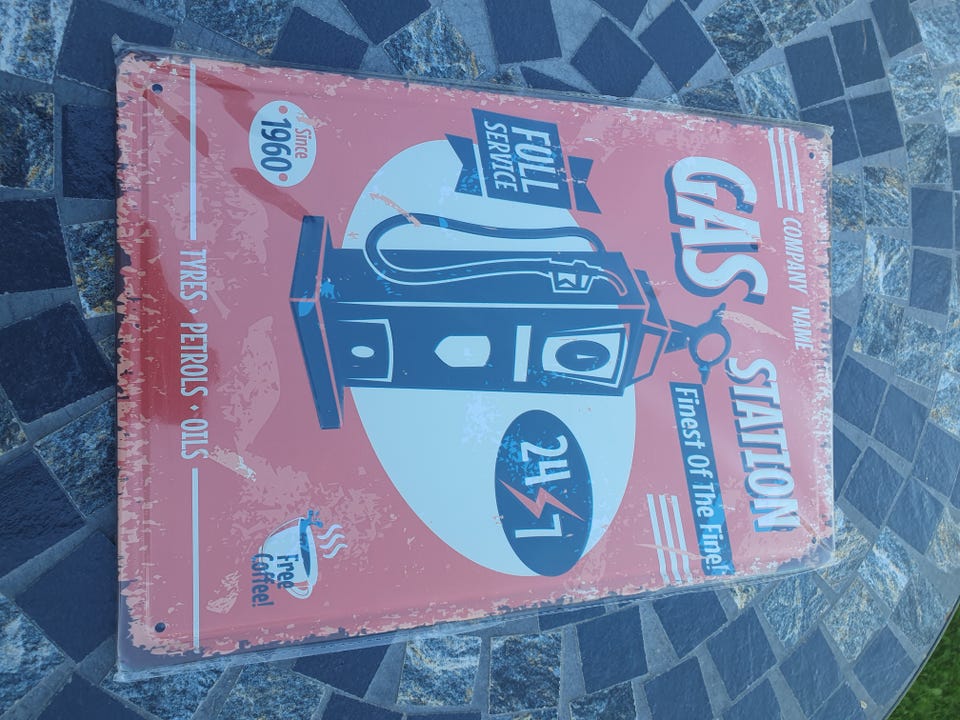 COMPANY NAME
GAS STATION
Finest Of The Fine!
FULL
SERVICE
24
7
Since
1960
Free
Coffee!
TYRES • PETROLS • OILS